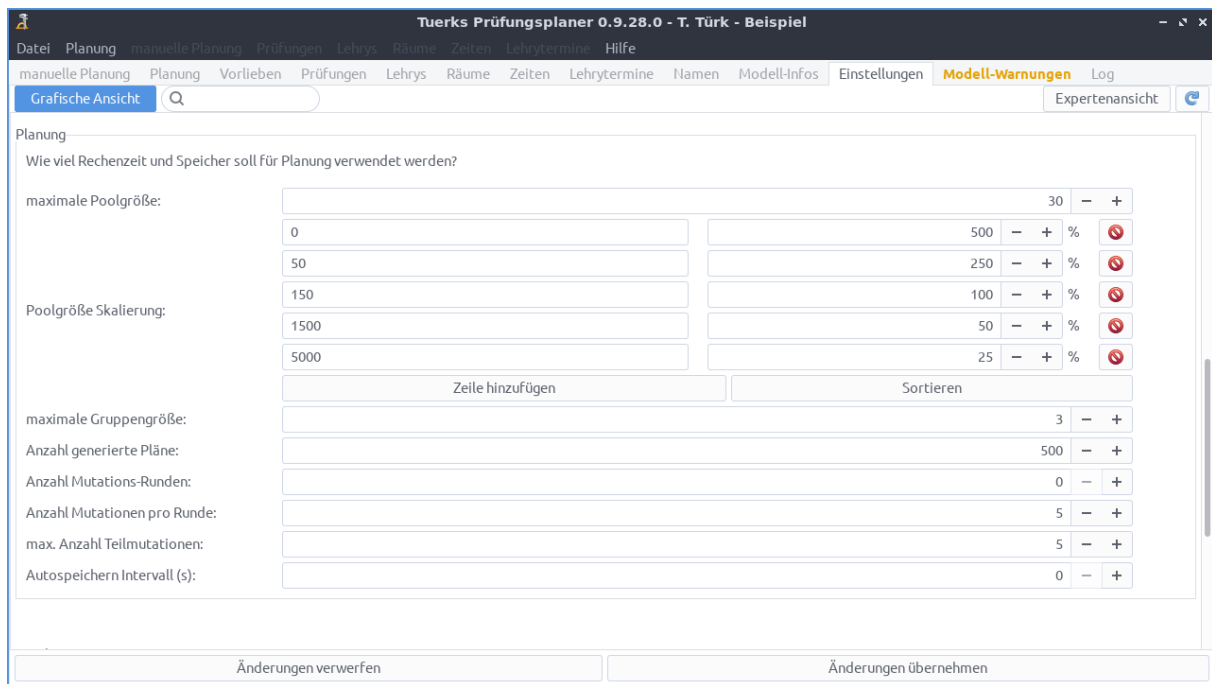 Tuerks Prüfungsplaner 0.9.28.0 - T. Türk - Beispiel
Datei Planung manuelle Planung Prüfungen Lehrys Räume Zeiten Lehrytermine Hilfe
manuelle Planung Planung Vorlieben Prüfungen Lehrys Räume Zeiten Lehrytermine Namen Modell-Infos Einstellungen Modell-Warnungen Log
Grafische Ansicht Expertenansicht
Planung
Wie viel Rechenzeit und Speicher soll für Planung verwendet werden?
maximale Poolgröße: 30 − +
0 500 − + %
50 250 − + %
Poolgröße Skalierung:
150 100 − + %
1500 50 − + %
5000 25 − + %
Zeile hinzufügen Sortieren
maximale Gruppengröße: 3 − +
Anzahl generierte Pläne: 500 − +
Anzahl Mutations-Runden: 0 − +
Anzahl Mutationen pro Runde: 5 − +
max. Anzahl Teilmutationen: 5 − +
Autospeichern Intervall (s): 0 − +
Änderungen verwerfen Änderungen übernehmen